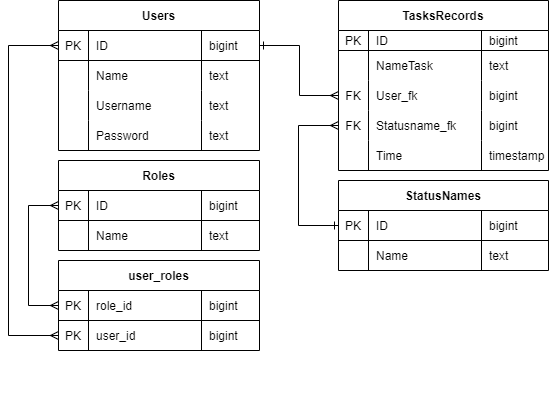 Users
PK ID bigint
Name text
Username text
Password text
Roles
PK ID bigint
Name text
user_roles
PK role_id bigint
PK user_id bigint
TasksRecords
PK ID bigint
NameTask text
FK User_fk bigint
FK Statusname_fk bigint
Time timestamp
StatusNames
PK ID bigint
Name text